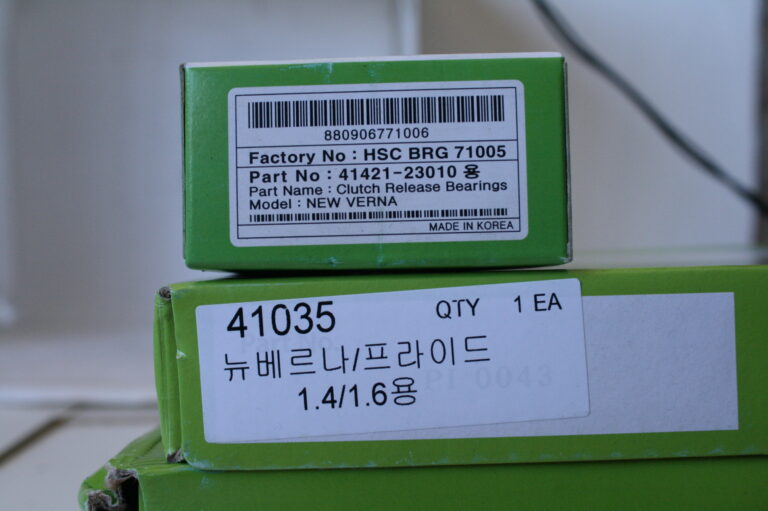 880906771006
Factory No : HSC BRG 71005
Part No : 41421-23010 용
Part Name : Clutch Release Bearings
Model : NEW VERNA
MADE IN KOREA
41035 QTY 1 EA
뉴베르나/프라이드
1.4/1.6용
PI 0043